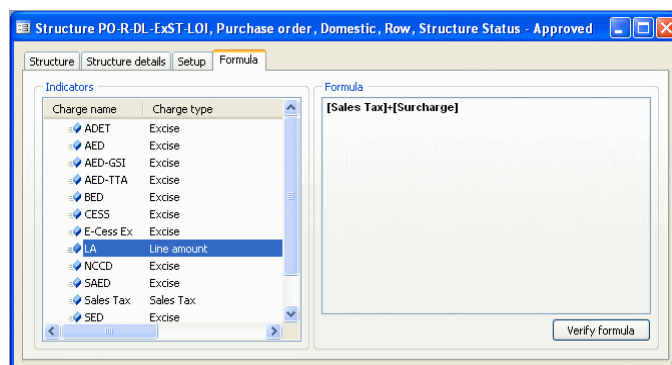 Structure PO-R-DL-ExST-LOI, Purchase order, Domestic, Row, Structure Status - Approved
Structure Structure details Setup Formula
Indicators
Charge name Charge type
ADET Excise
AED Excise
AED-GSI Excise
AED-TTA Excise
BED Excise
CESS Excise
E-Cess Ex Excise
LA Line amount
NCCD Excise
SAED Excise
Sales Tax Sales Tax
SED Excise
Formula
[Sales Tax]+[Surcharge]
Verify formula